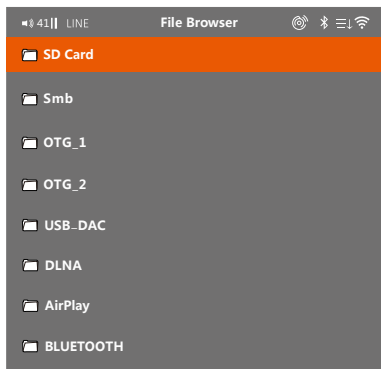 41 LINE File Browser
SD Card
Smb
OTG_1
OTG_2
USB_DAC
DLNA
AirPlay
BLUETOOTH